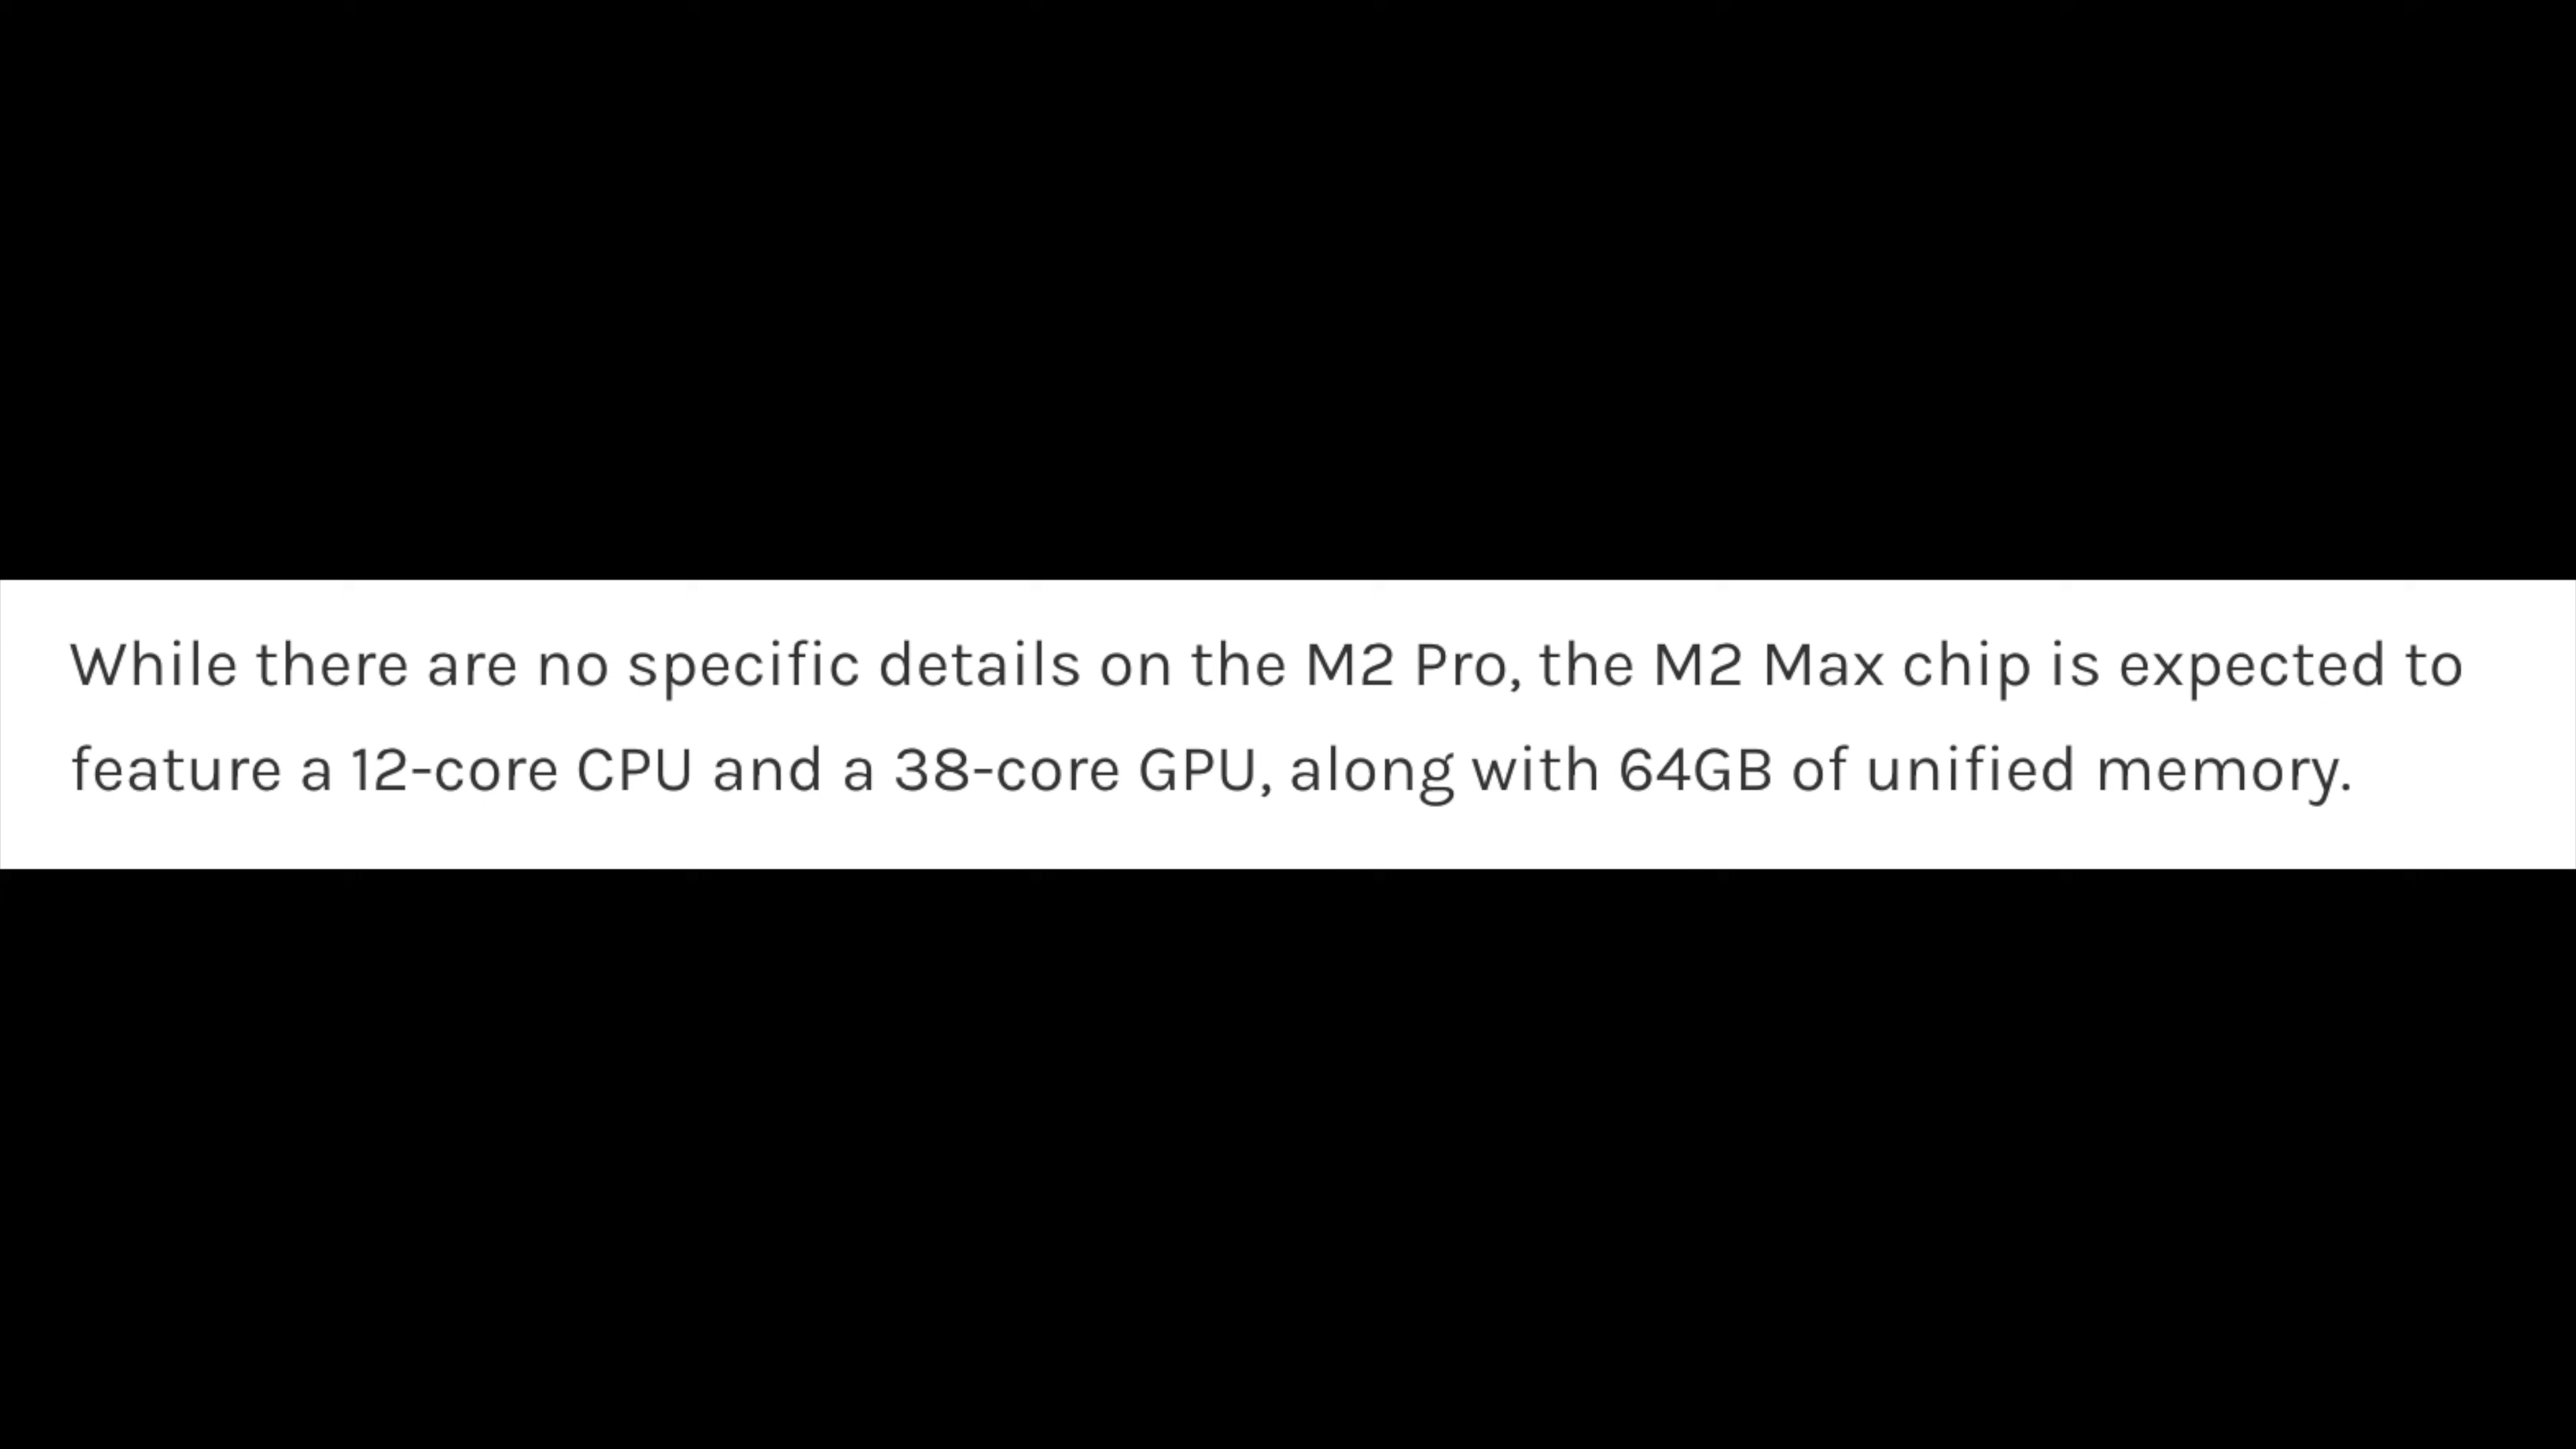 While there are no specific details on the M2 Pro, the M2 Max chip is expected to
feature a 12-core CPU and a 38-core GPU, along with 64GB of unified memory.